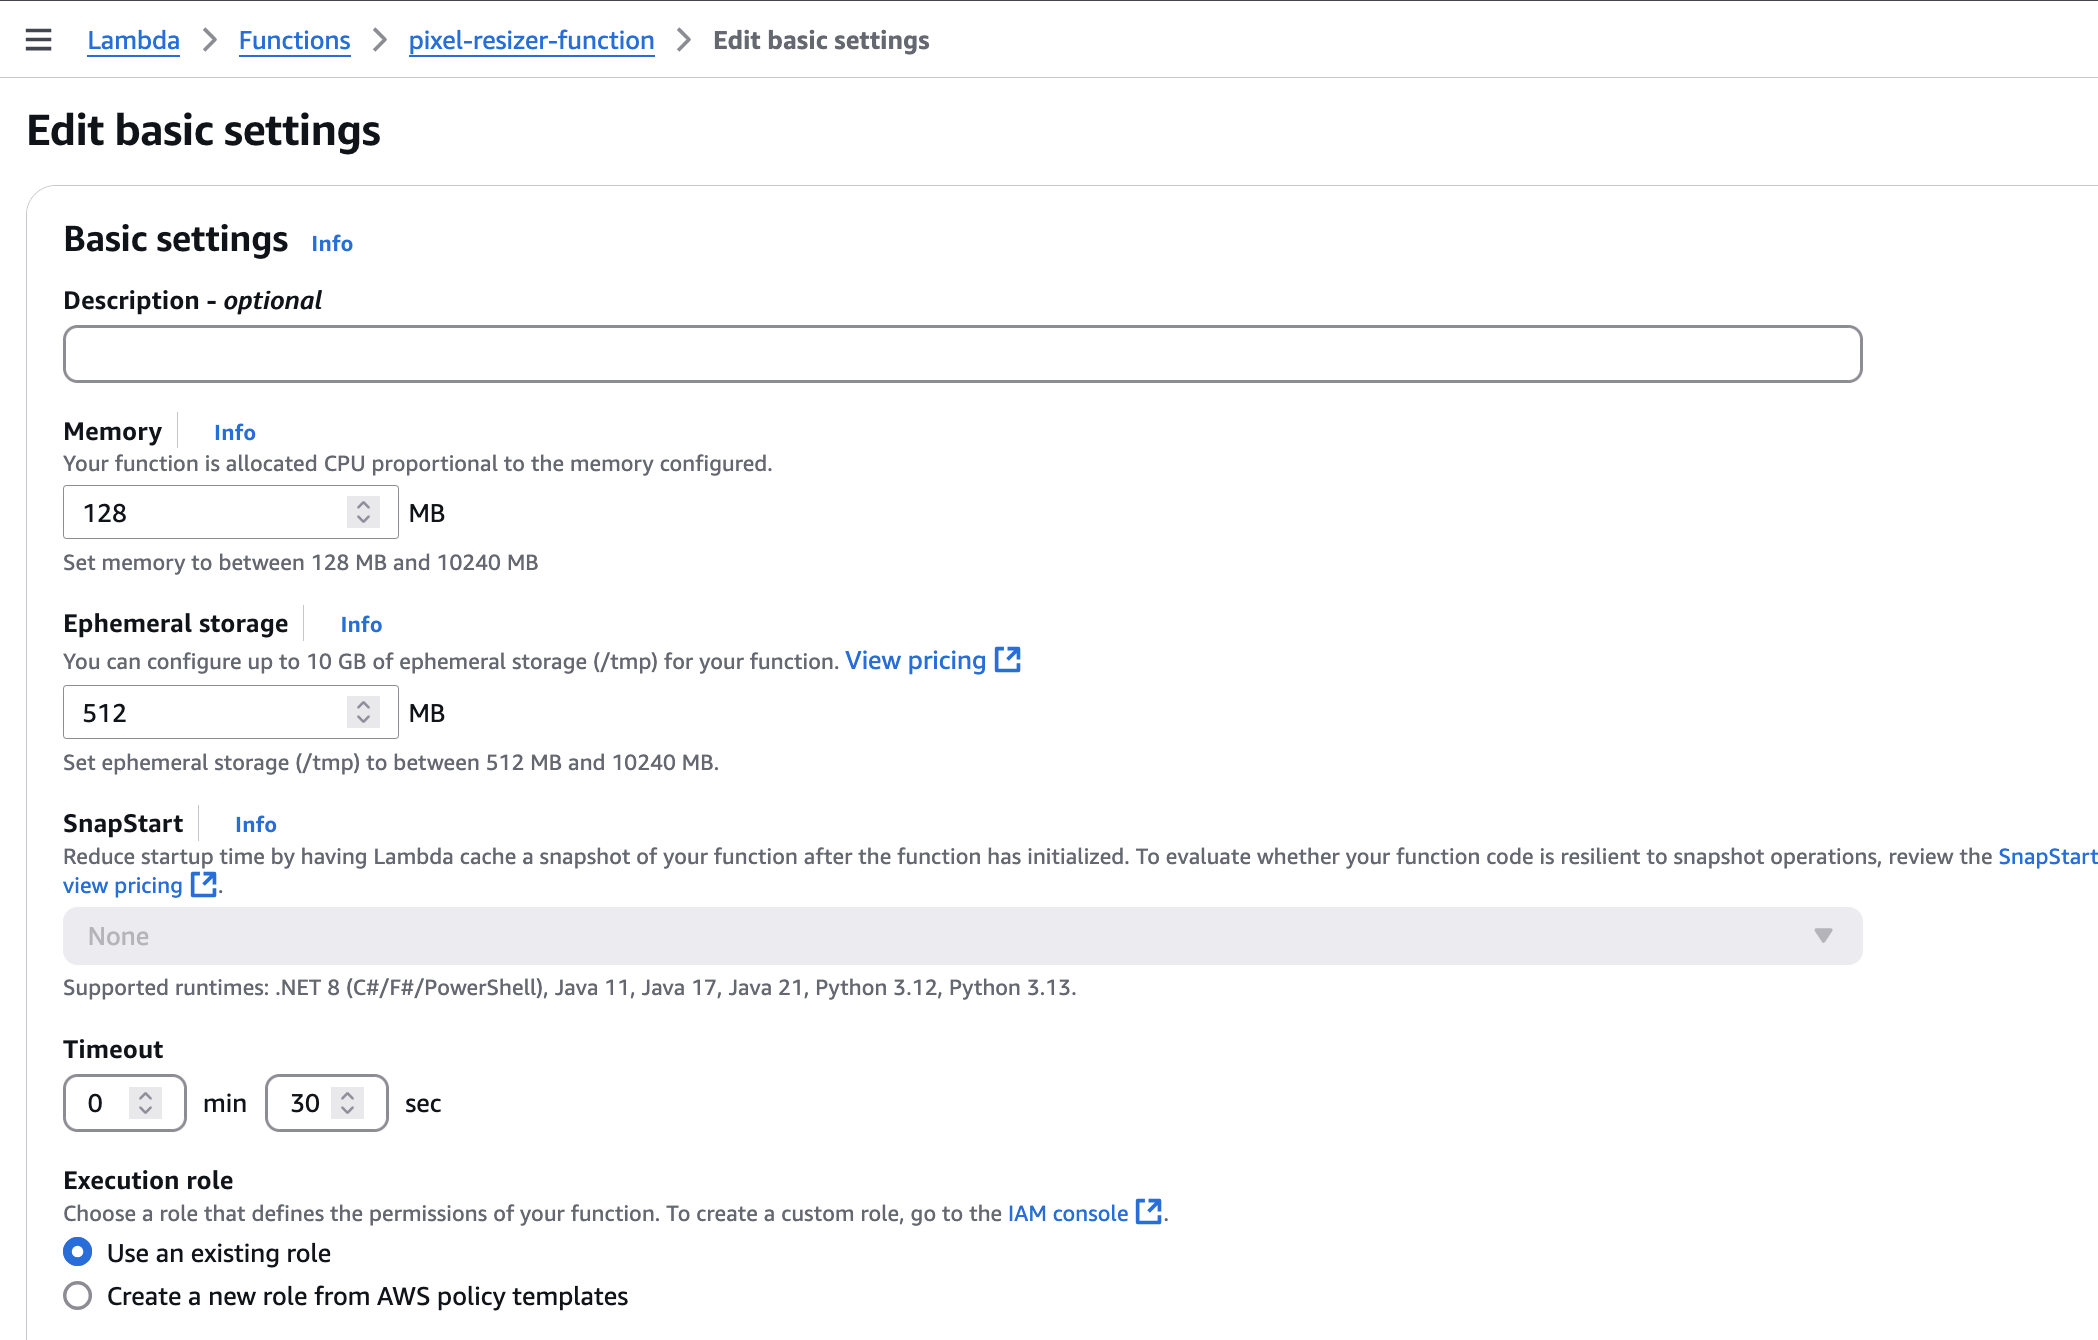 Lambda > Functions > pixel-resizer-function > Edit basic settings
Edit basic settings
Basic settings Info
Description - optional
Memory Info
Your function is allocated CPU proportional to the memory configured.
128 MB
Set memory to between 128 MB and 10240 MB
Ephemeral storage Info
You can configure up to 10 GB of ephemeral storage (/tmp) for your function. View pricing
512 MB
Set ephemeral storage (/tmp) to between 512 MB and 10240 MB.
SnapStart Info
Reduce startup time by having Lambda cache a snapshot of your function after the function has initialized. To evaluate whether your function code is resilient to snapshot operations, review the SnapStart
view pricing .
None
Supported runtimes: .NET 8 (C#/F#/PowerShell), Java 11, Java 17, Java 21, Python 3.12, Python 3.13.
Timeout
0 min 30 sec
Execution role
Choose a role that defines the permissions of your function. To create a custom role, go to the IAM console .
Use an existing role
Create a new role from AWS policy templates